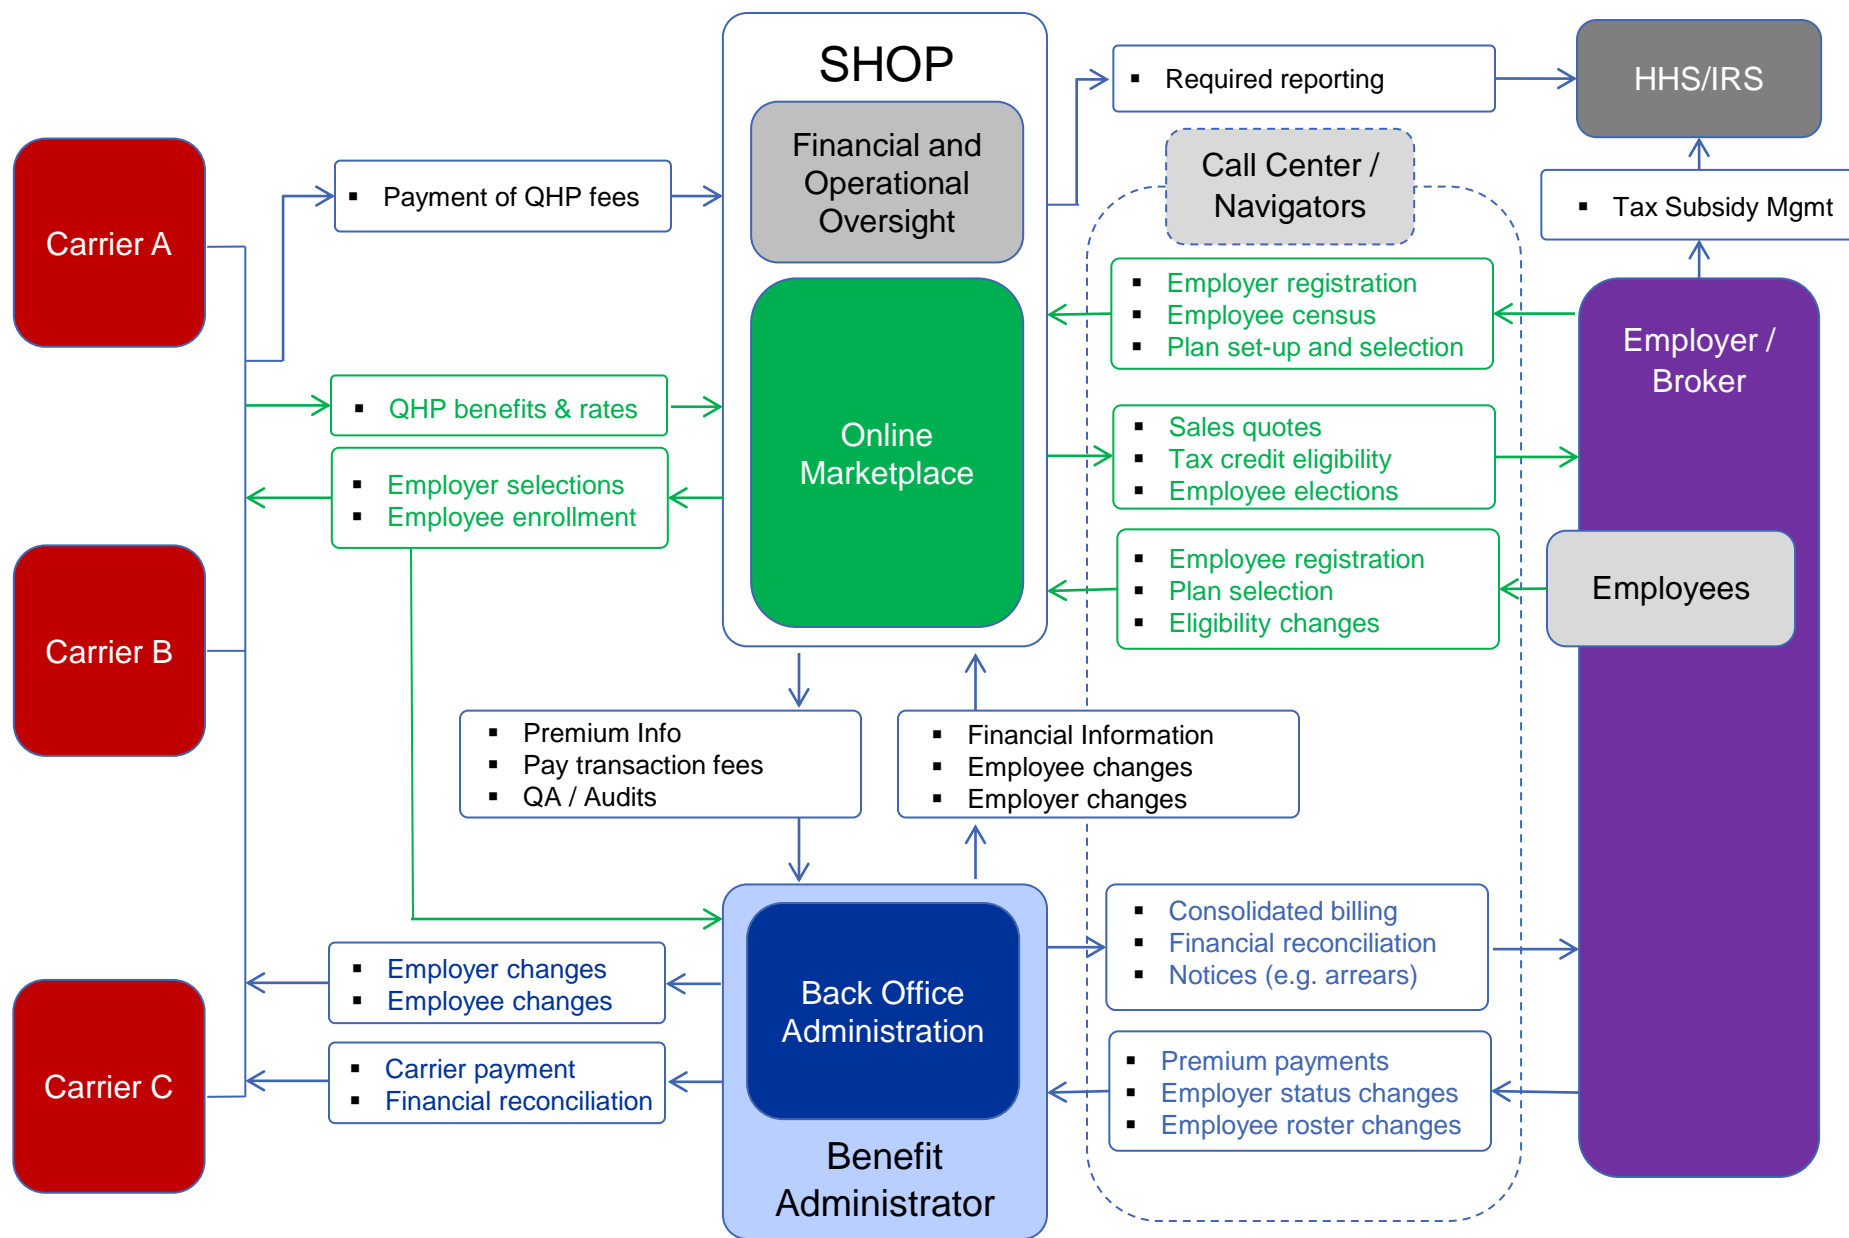 SHOP
Financial and
Operational
Oversight
Online
Marketplace
Required reporting
HHS/IRS
Call Center /
Navigators
Tax Subsidy Mgmt
Carrier A
Payment of QHP fees
Employer registration
Employee census
Plan set-up and selection
Employer /
Broker
QHP benefits & rates
Sales quotes
Tax credit eligibility
Employee elections
Employer selections
Employee enrollment
Carrier B
Employee registration
Plan selection
Eligibility changes
Employees
Premium Info
Pay transaction fees
QA / Audits
Financial Information
Employee changes
Employer changes
Consolidated billing
Financial reconciliation
Notices (e.g. arrears)
Employer changes
Employee changes
Back Office
Administration
Carrier C
Carrier payment
Financial reconciliation
Premium payments
Employer status changes
Employee roster changes
Benefit
Administrator